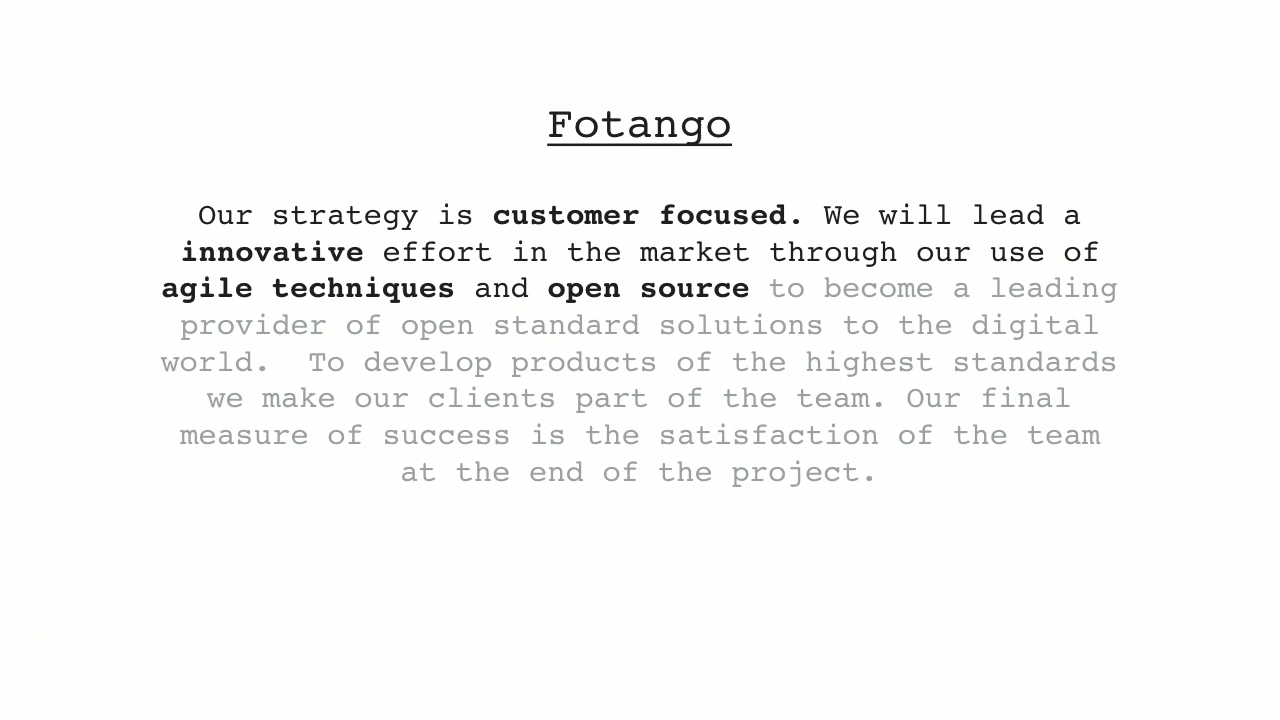 Fotango
Our strategy is customer focused. We will lead a
innovative effort in the market through our use of
agile techniques and open source to become a leading
provider of open standard solutions to the digital
world.  To develop products of the highest standards
we make our clients part of the team. Our final
measure of success is the satisfaction of the team
at the end of the project.